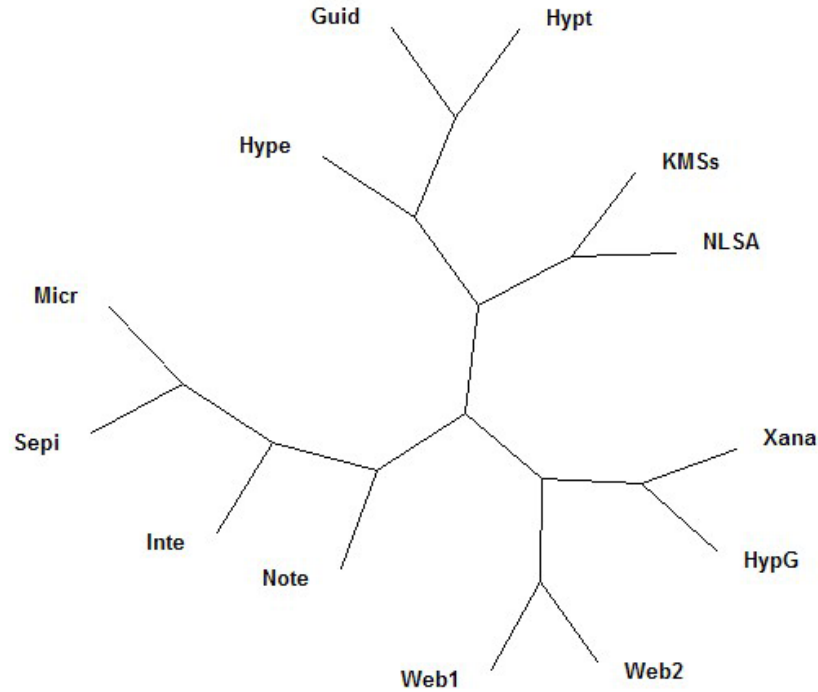 Guid
Hypt
Hype
KMSs
NLSA
Micr
Sepi
Xana
Inte
Note
HypG
Web1
Web2